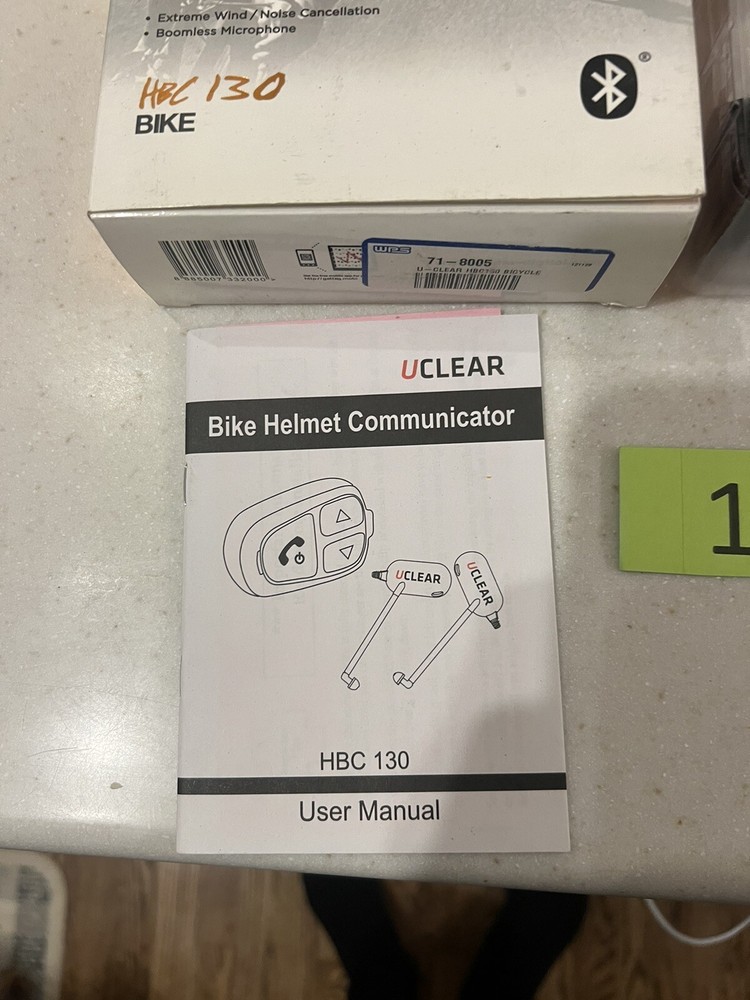 • Extreme Wind / Noise Cancellation
• Boomless Microphone
HBC 130
BIKE
WPS
71-8005
U-CLEAR HBC130 BICYCLE
UCLEAR
Bike Helmet Communicator
UCLEAR
UCLEAR
HBC 130
User Manual
1